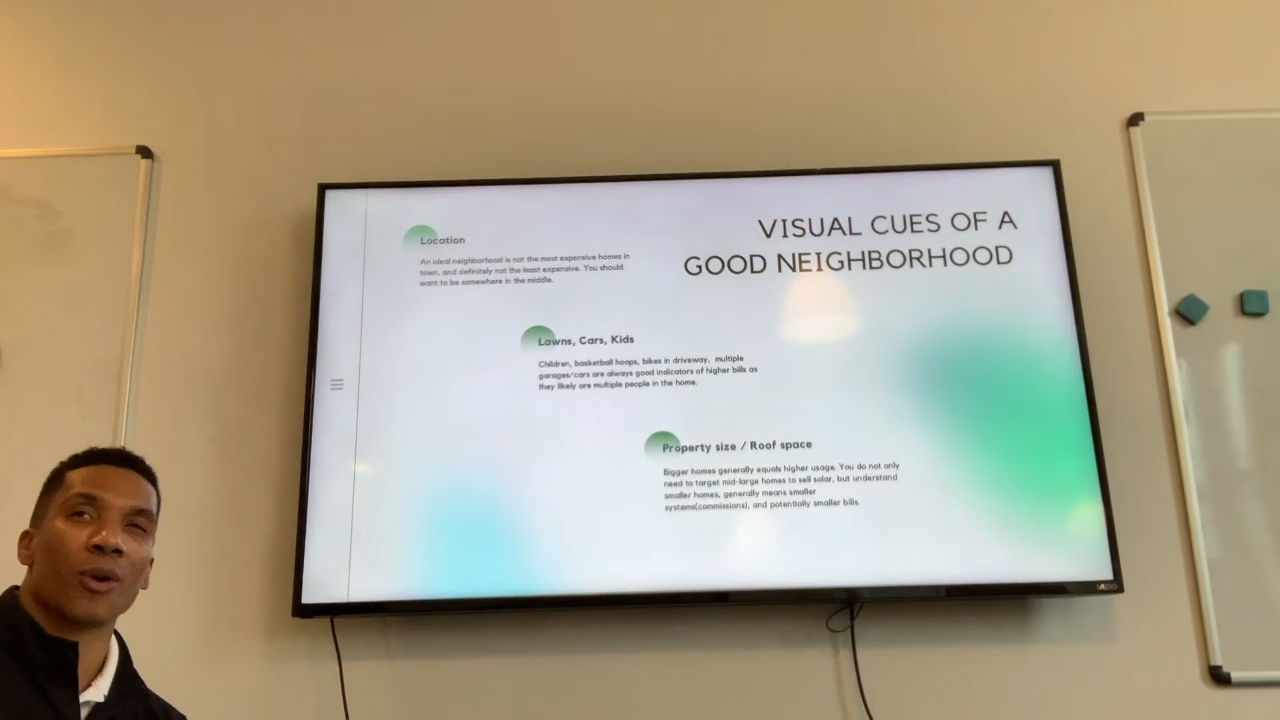 VISUAL CUES OF A
GOOD NEIGHBORHOOD
Location
An ideal neighborhood is not the most expensive homes in
town, and definitely not the least expensive. You should
want to be somewhere in the middle.
Lawns, Cars, Kids
Children, basketball hoops, bikes in driveway, multiple
garages/cars are always good indicators of higher bills as
they likely are multiple people in the home.
Property size / Roof space
Bigger homes generally equals higher usage. You do not only
need to target mid-large homes to sell solar, but understand
smaller homes, generally means smaller
systems(commissions), and potentially smaller bills.
VIZIO